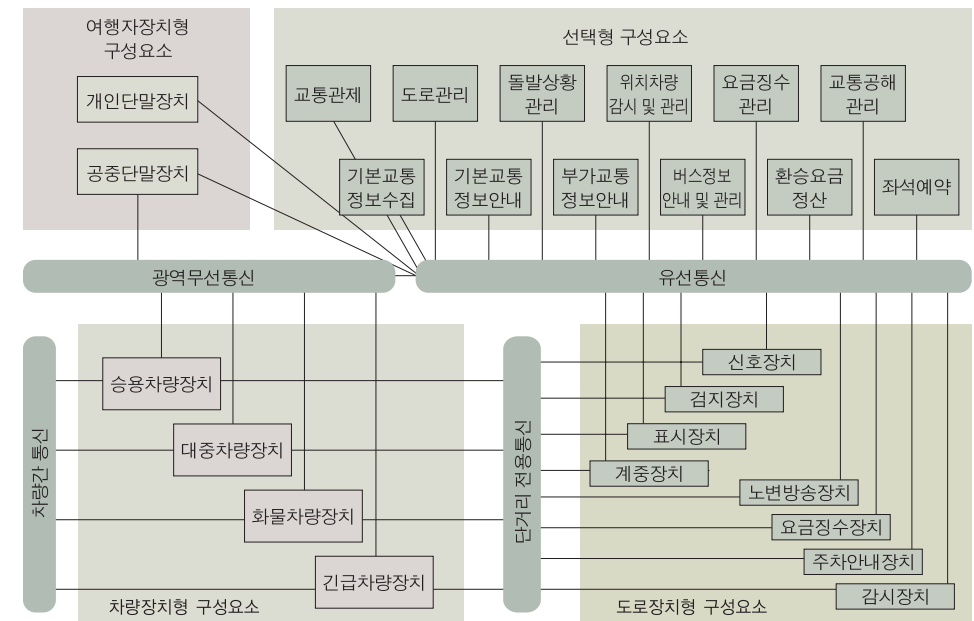 여행자장치형
구성요소
개인단말장치
공중단말장치
선택형 구성요소
교통관제
도로관리
돌발상황
관리
위치차량
감시 및 관리
요금징수
관리
교통공해
관리
기본교통
정보수집
기본교통
정보안내
부가교통
정보안내
버스정보
안내 및 관리
환승요금
정산
좌석예약
광역무선통신
유선통신
차량간 통신
승용차량장치
대중차량장치
화물차량장치
긴급차량장치
차량장치형 구성요소
단거리 전용통신
신호장치
검지장치
표시장치
계중장치
노변방송장치
요금징수장치
주차안내장치
감시장치
도로장치형 구성요소